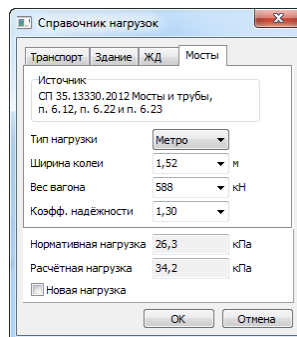 Справочник нагрузок
Транспорт Здание ЖД Мосты
Источник
СП 35.13330.2012 Мосты и трубы,
п. 6.12, п. 6.22 и п. 6.23
Тип нагрузки Метро
Ширина колеи 1,52 м
Вес вагона 588 кН
Коэфф. надёжности 1,30
Нормативная нагрузка 26,3 кПа
Расчётная нагрузка 34,2 кПа
Новая нагрузка
OK Отмена